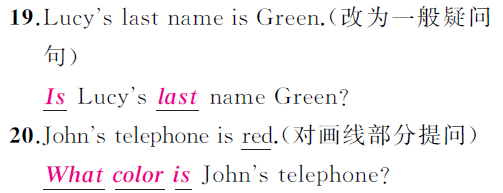 19.Lucy's last name is Green.(改为一般疑问
句)
Is Lucy's last name Green?
20.John's telephone is red.(对画线部分提问)
What color is John's telephone?